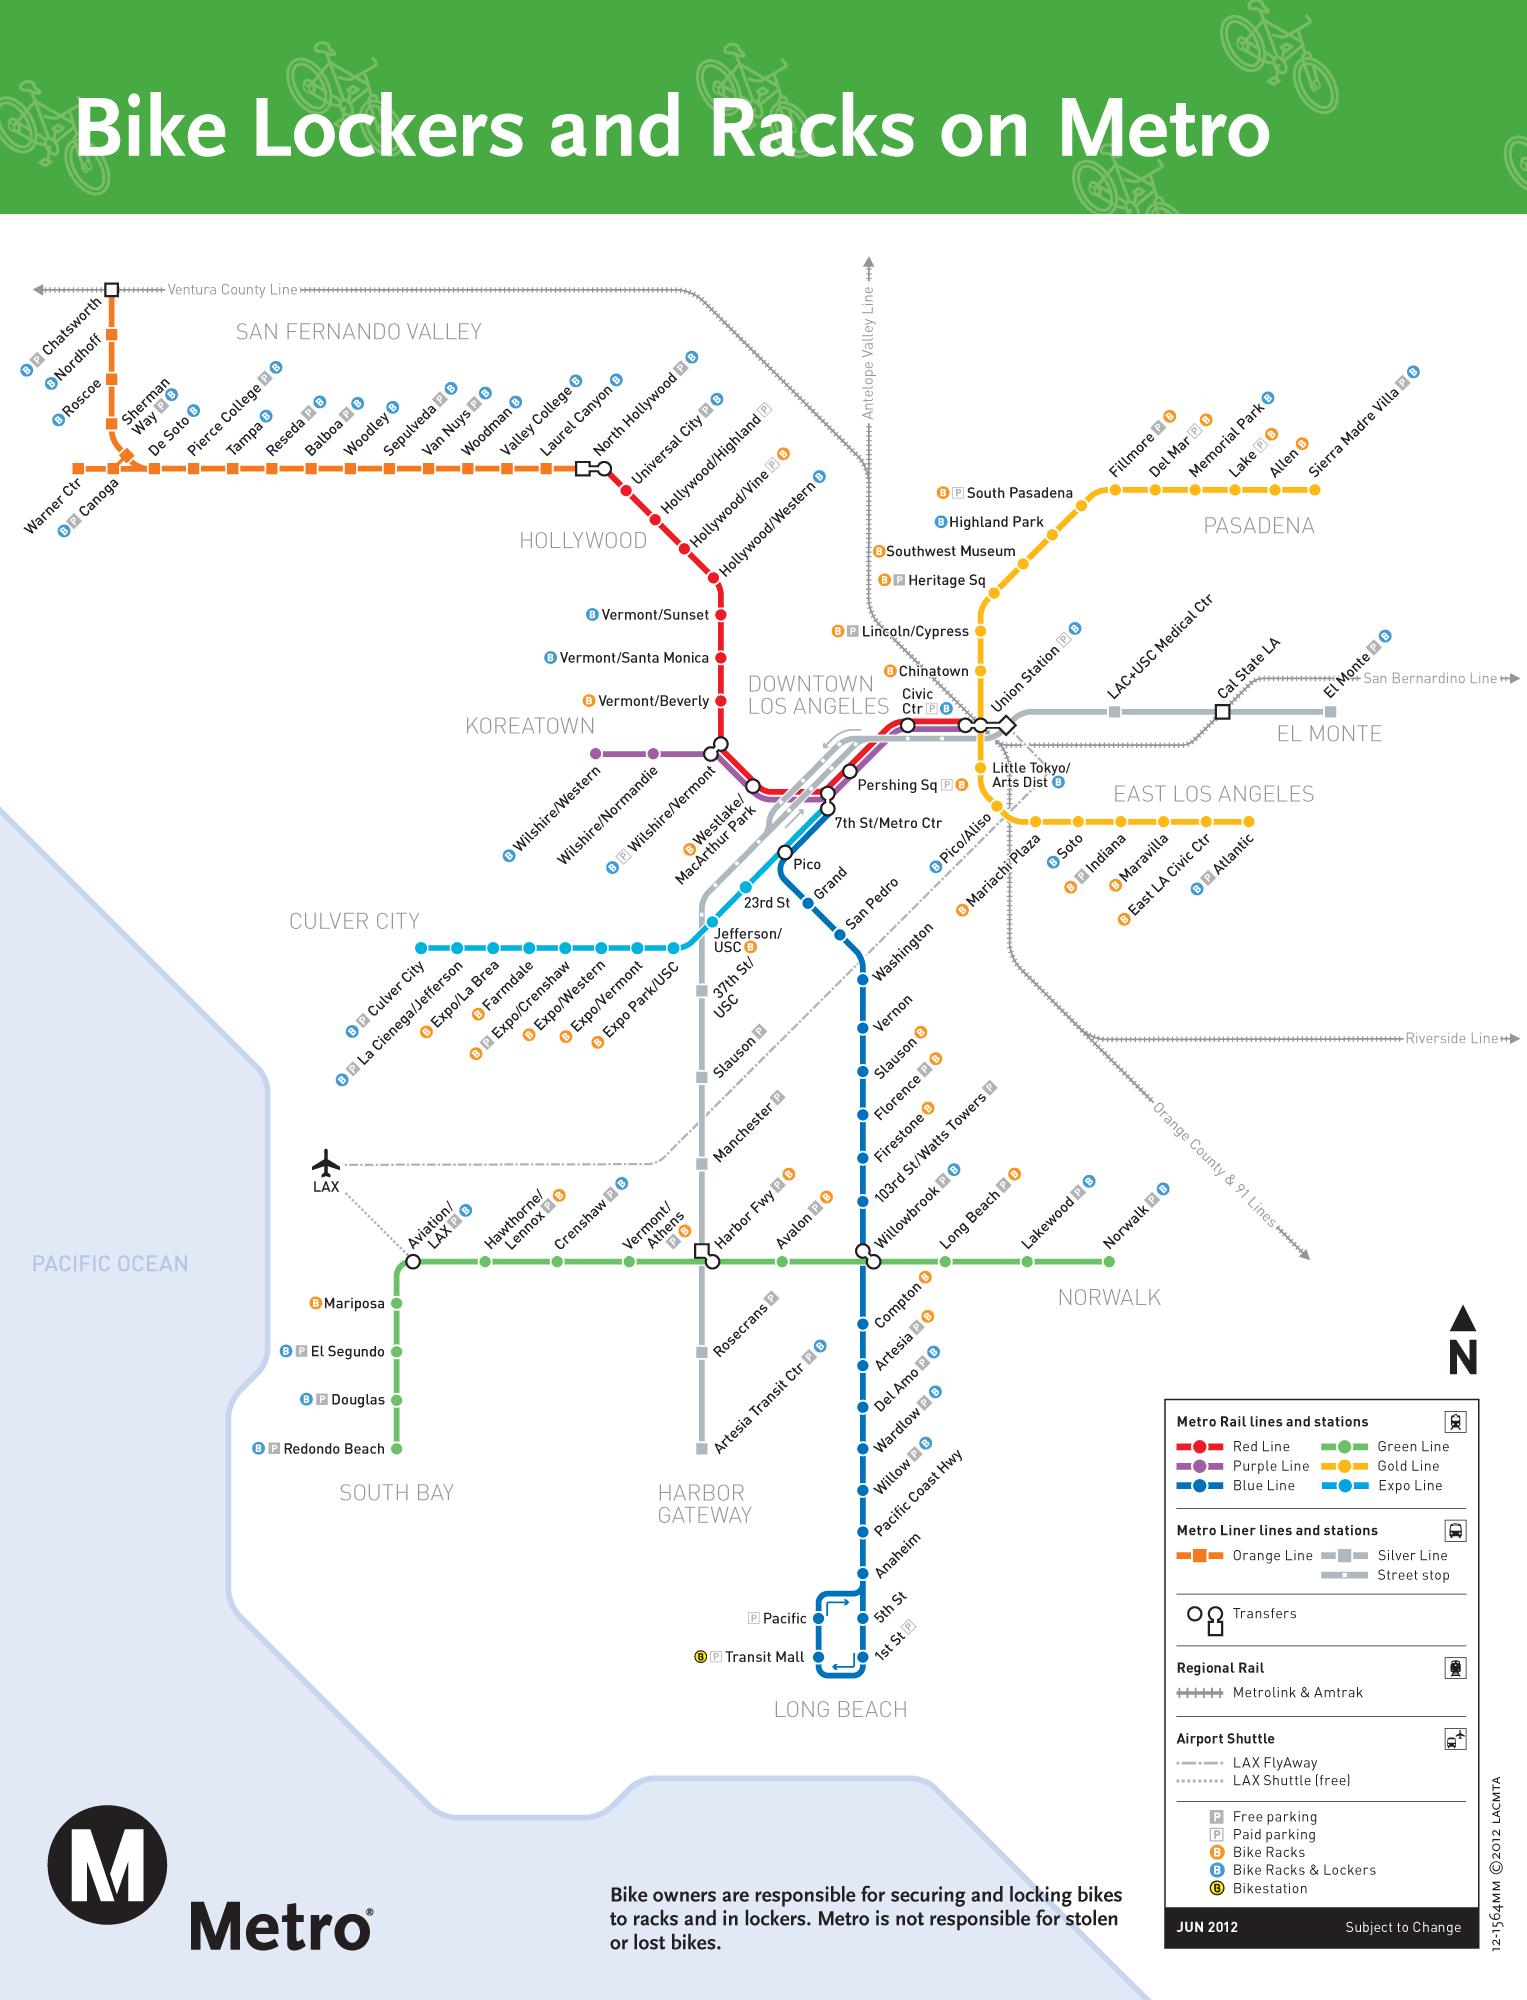 Bike Lockers and Racks on Metro
Ventura County Line
SAN FERNANDO VALLEY
Antelope Valley Line
B P Chatsworth
B Nordhoff
B Roscoe
Sherman
Way P B
De Soto B
Pierce College P B
Tampa B
Reseda P B
Balboa P B
Woodley B
Sepulveda P B
Van Nuys P B
Woodman B
Valley College B
Laurel Canyon B
North Hollywood P B
Warner Ctr
B P Canoga
Universal City P B
Hollywood/Highland P
Hollywood/Vine P B
Hollywood/Western B
HOLLYWOOD
B Vermont/Sunset
B Vermont/Santa Monica
B Vermont/Beverly
KOREATOWN
B Wilshire/Western
Wilshire/Normandie
B P Wilshire/Vermont
B Westlake/
MacArthur Park
DOWNTOWN
LOS ANGELES
Civic
Ctr P B
Pershing Sq P B
7th St/Metro Ctr
Union Station P B
Fillmore P B
Del Mar P B
Memorial Park B
Lake P B
Allen B
Sierra Madre Villa P B
PASADENA
B P South Pasadena
B Highland Park
B Southwest Museum
B P Heritage Sq
B P Lincoln/Cypress
B Chinatown
LAC+USC Medical Ctr
Cal State LA
El Monte P B
San Bernardino Line
EL MONTE
Little Tokyo/
Arts Dist B
EAST LOS ANGELES
B Pico/Aliso
B Mariachi Plaza
B Soto
B P Indiana
B Maravilla
B East LA Civic Ctr
B P Atlantic
Pico
Grand
San Pedro
Washington
Vernon
Slauson B
Florence P B
Firestone B
103rd St/Watts Towers P
Willowbrook P B
23rd St
Jefferson/
USC B
37th St/
USC
Slauson P
Manchester P
CULVER CITY
B P Culver City
B P La Cienega/Jefferson
B Expo/La Brea
B Farmdale
B P Expo/Crenshaw
B Expo/Western
B Expo/Vermont
B Expo Park/USC
Riverside Line
Orange County & 91 Lines
LAX
Aviation/
LAX P B
Hawthorne/
Lennox P B
Crenshaw P B
Vermont/
Athens
P B
Harbor Fwy P B
Avalon P B
Long Beach P B
Lakewood P B
Norwalk P B
NORWALK
PACIFIC OCEAN
B Mariposa
B P El Segundo
B P Douglas
B P Redondo Beach
SOUTH BAY
Rosecrans P
Artesia Transit Ctr P B
HARBOR
GATEWAY
Compton B
Artesia P B
Del Amo P B
Wardlow P B
Willow P B
Pacific Coast Hwy
Anaheim
5th St
1st St P
P Pacific
B P Transit Mall
LONG BEACH
N
Metro Rail lines and stations
Red Line
Green Line
Purple Line
Gold Line
Blue Line
Expo Line
Metro Liner lines and stations
Orange Line
Silver Line
Street stop
Transfers
Regional Rail
Metrolink & Amtrak
Airport Shuttle
LAX FlyAway
LAX Shuttle (free)
P Free parking
P Paid parking
B Bike Racks
B Bike Racks & Lockers
B Bikestation
JUN 2012 Subject to Change
12-1564MM ©2012 LACMTA
M
Metro®
Bike owners are responsible for securing and locking bikes
to racks and in lockers. Metro is not responsible for stolen
or lost bikes.